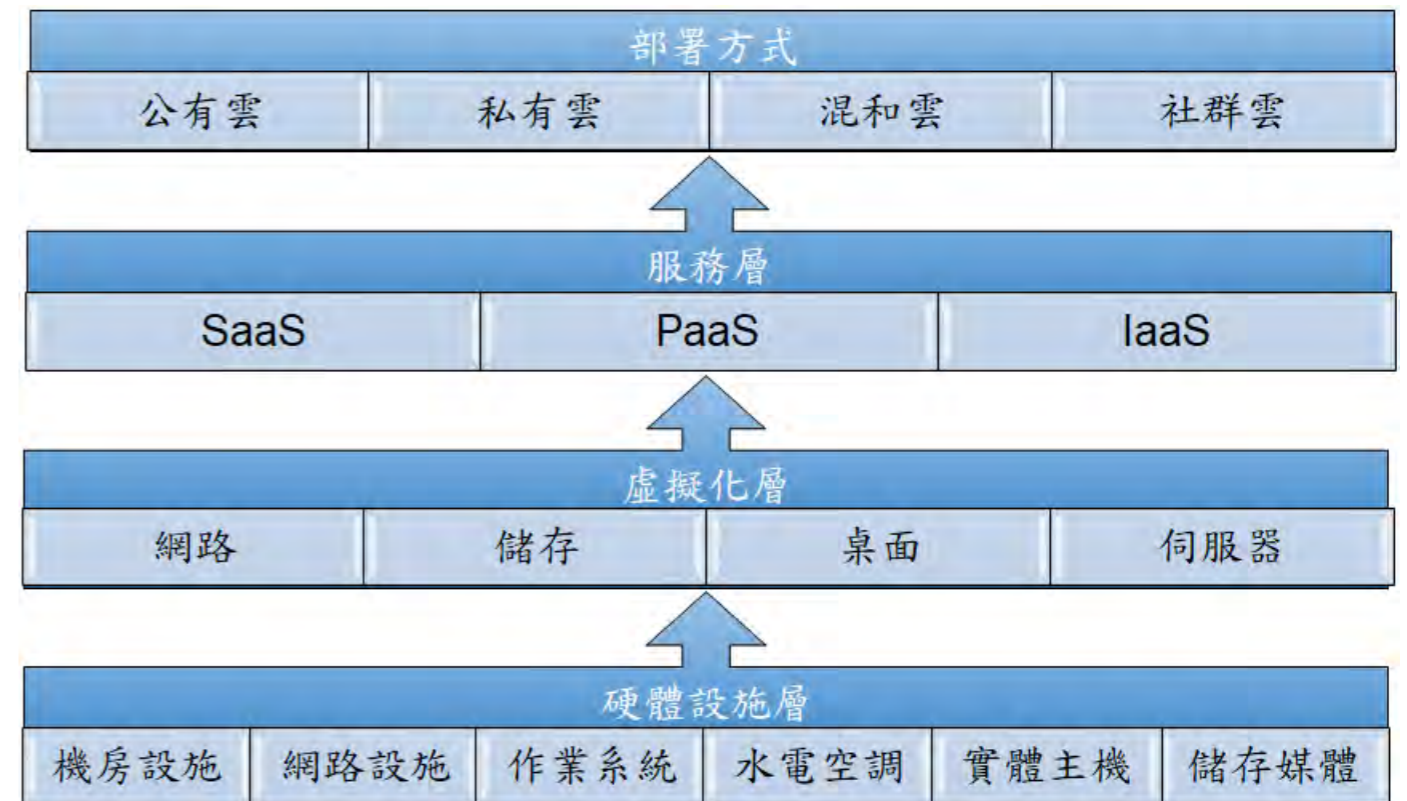 部署方式
公有雲 私有雲 混和雲 社群雲
服務層
SaaS PaaS IaaS
虛擬化層
網路 儲存 桌面 伺服器
硬體設施層
機房設施 網路設施 作業系統 水電空調 實體主機 儲存媒體